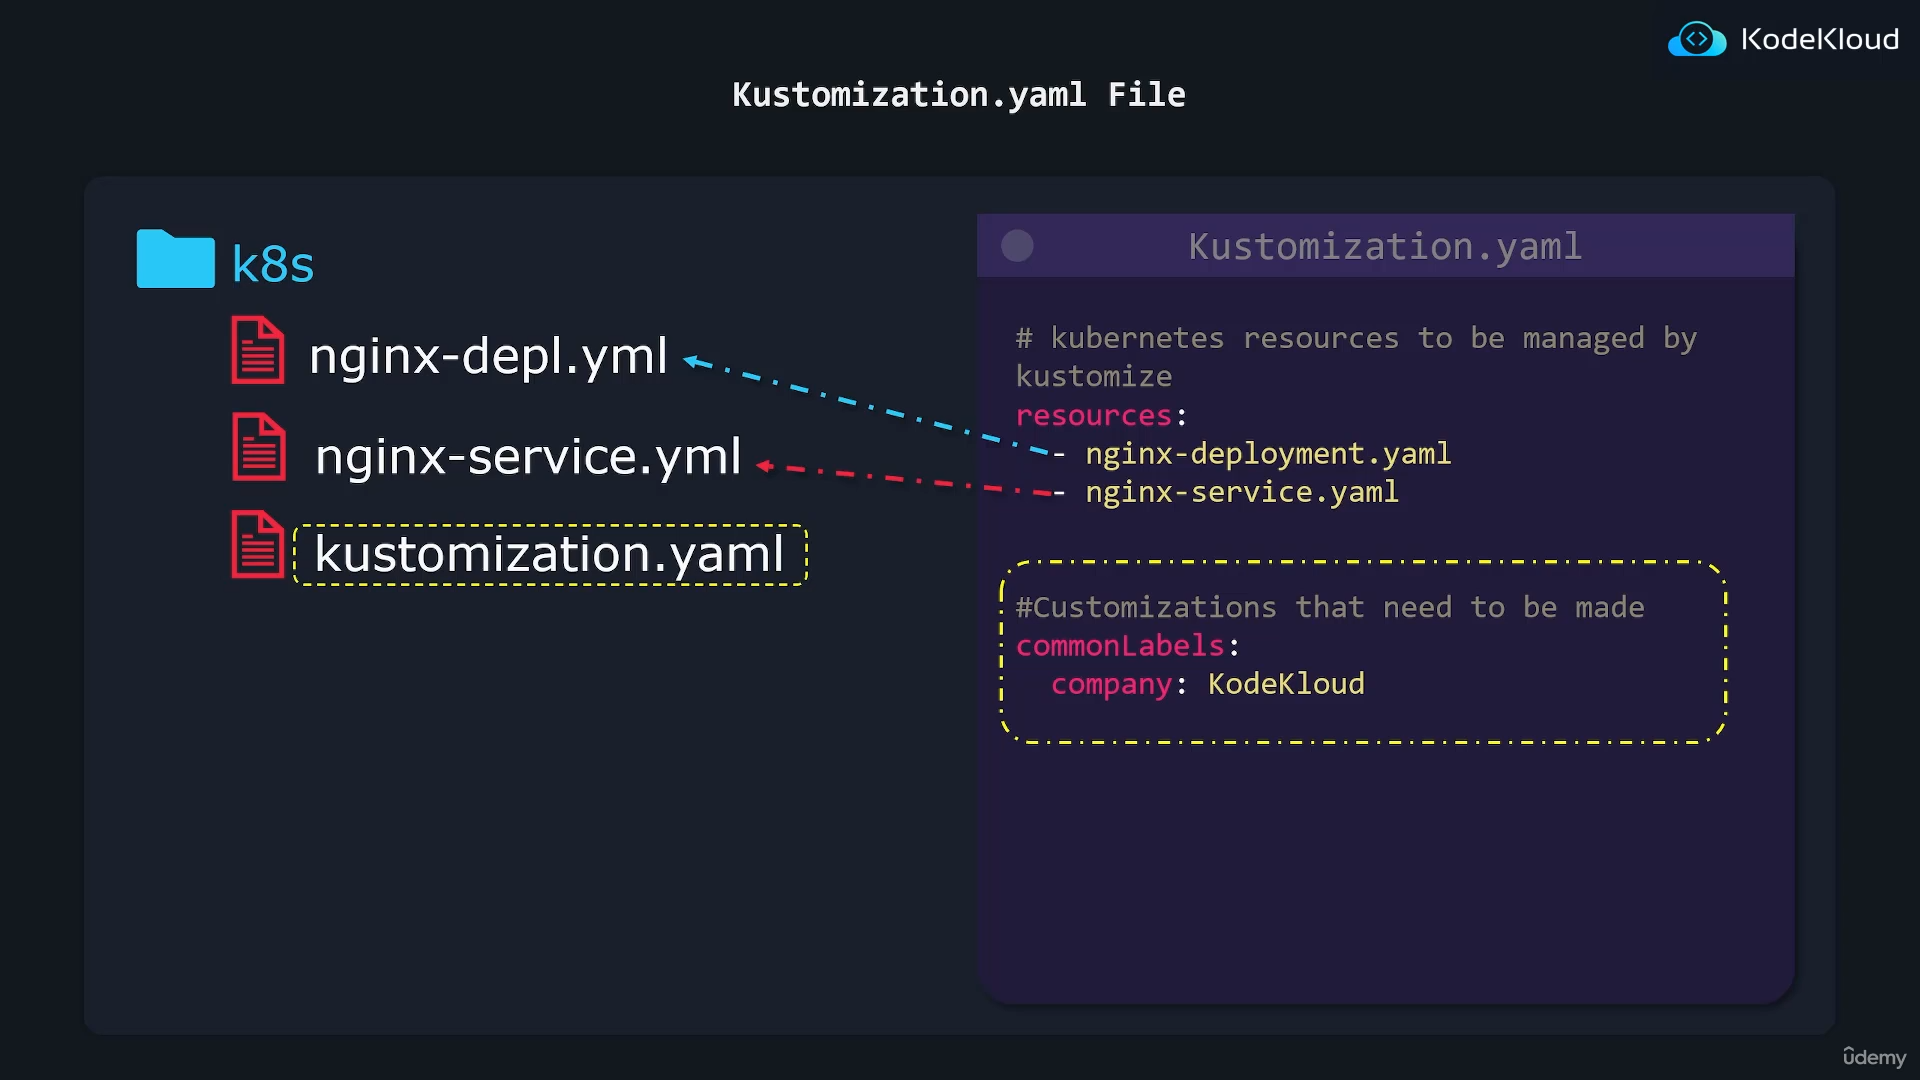 KodeKloud
Kustomization.yaml File
k8s
nginx-depl.yml
nginx-service.yml
kustomization.yaml
Kustomization.yaml
# kubernetes resources to be managed by
kustomize
resources:
- nginx-deployment.yaml
- nginx-service.yaml
#Customizations that need to be made
commonLabels:
company: KodeKloud
ûdemy